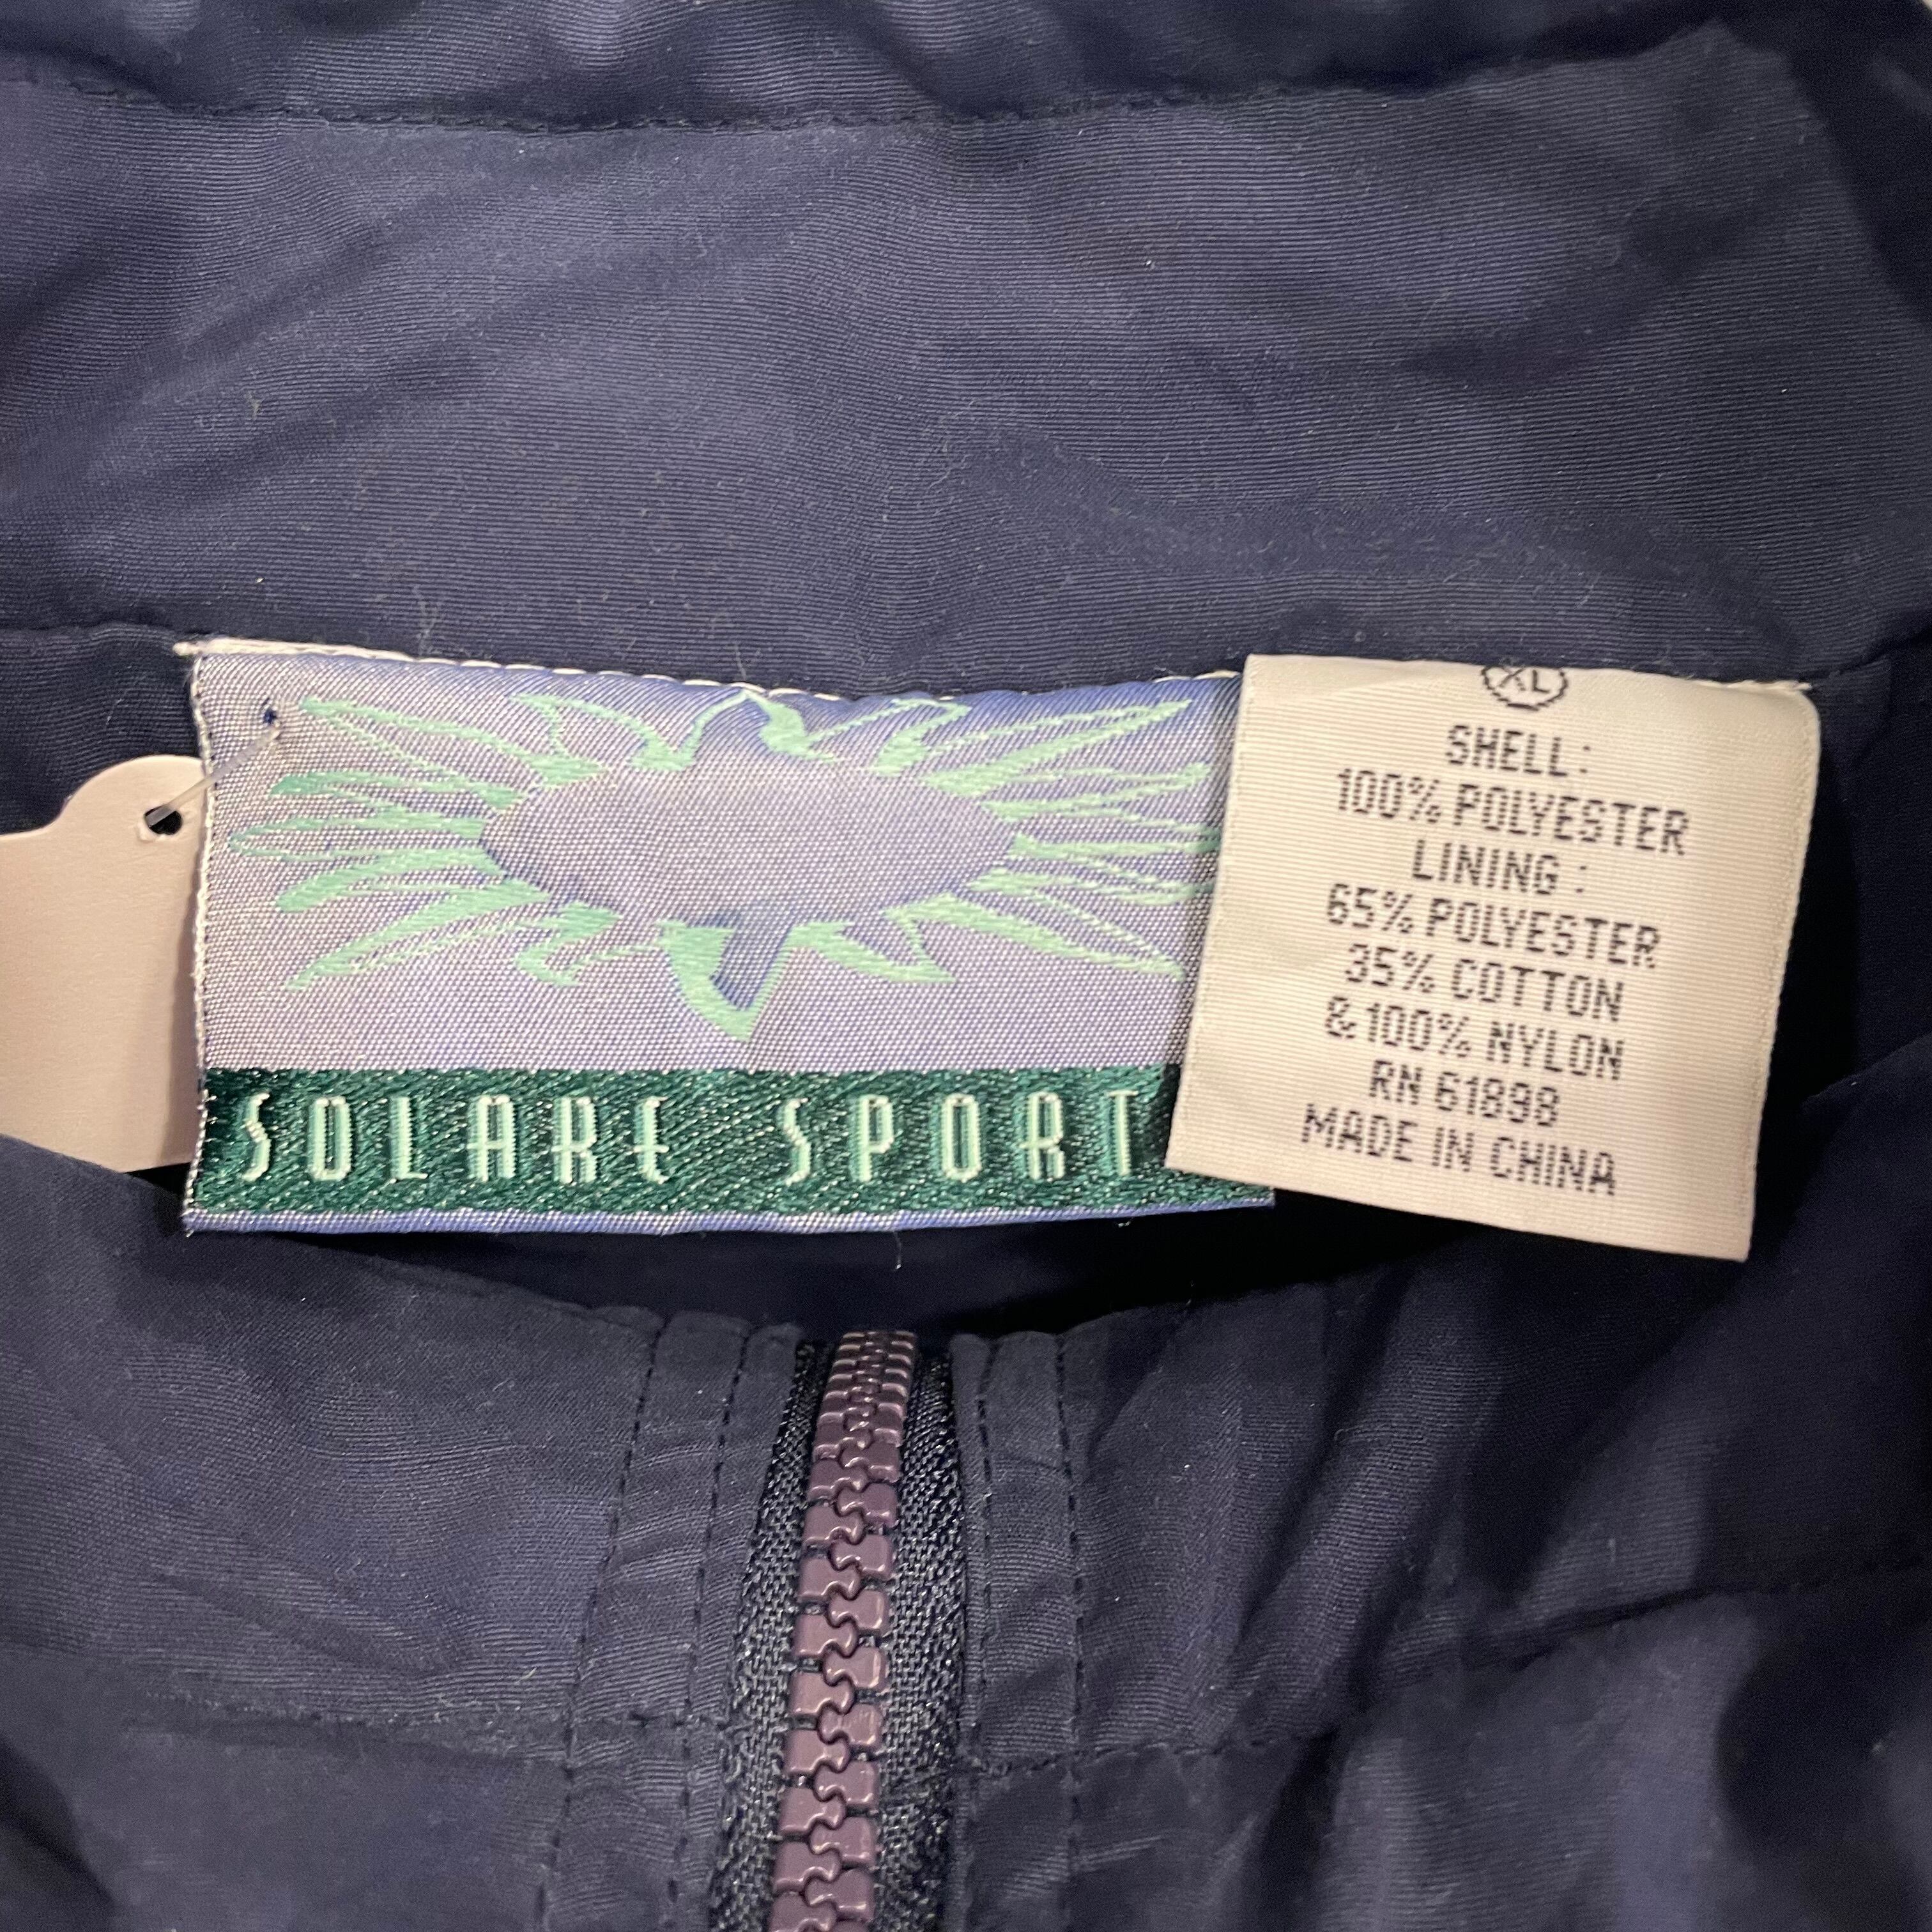 SOLARE SPORT
XL
SHELL:
100% POLYESTER
LINING:
65% POLYESTER
35% COTTON
& 100% NYLON
RN 61898
MADE IN CHINA